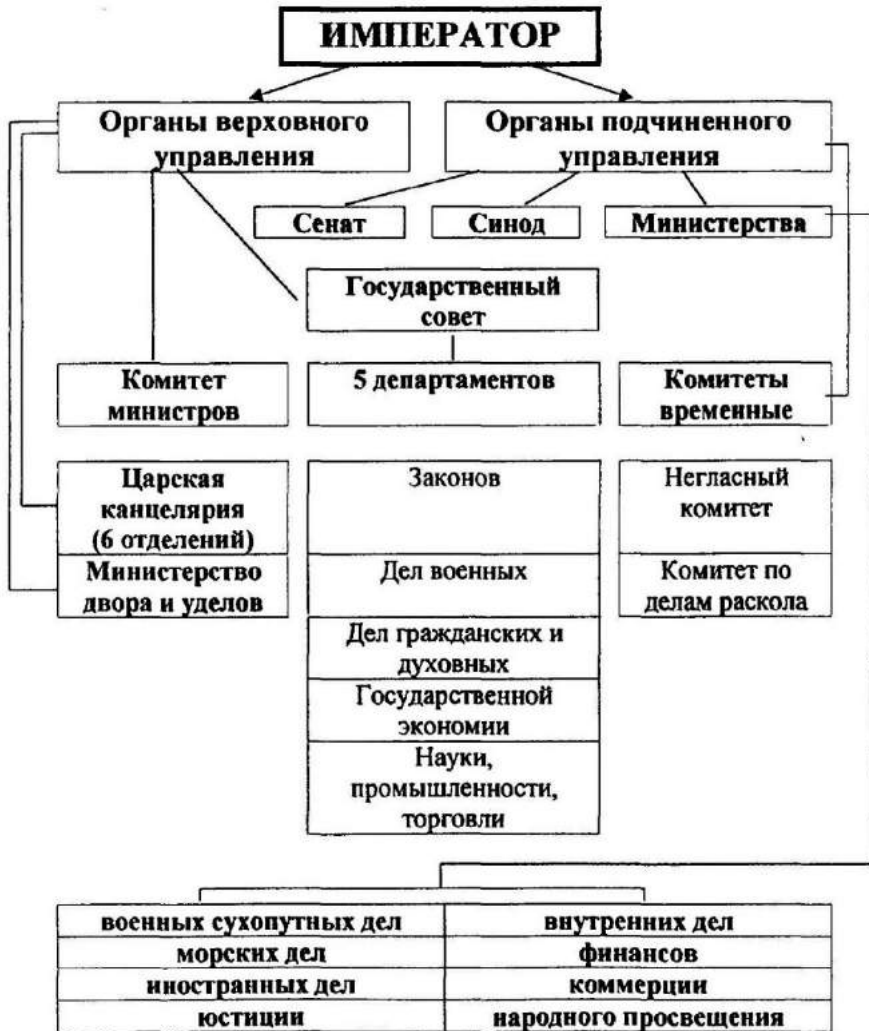 ИМПЕРАТОР
Органы верховного
управления
Органы подчиненного
управления
Сенат
Синод
Министерства
Государственный
совет
Комитет
министров
5 департаментов
Комитеты
временные
Царская
канцелярия
(6 отделений)
Законов
Негласный
комитет
Министерство
двора и уделов
Дел военных
Комитет по
делам раскола
Дел гражданских и
духовных
Государственной
экономии
Науки,
промышленности,
торговли
военных сухопутных дел
внутренних дел
морских дел
финансов
иностранных дел
коммерции
юстиции
народного просвещения